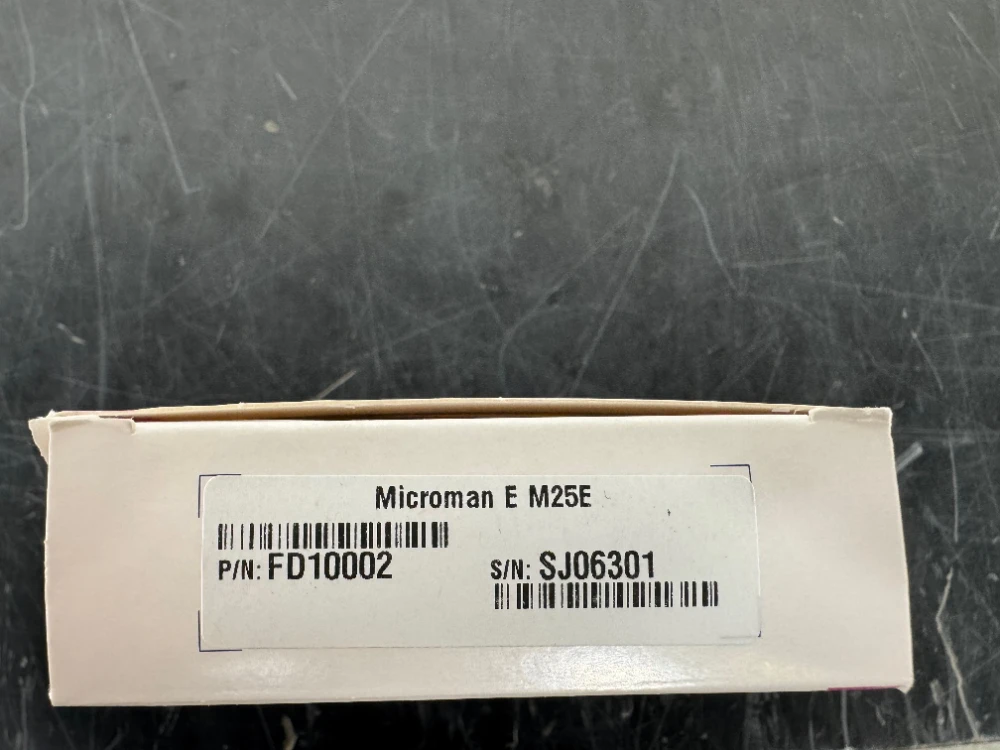 Microman E M25E
P/N: FD10002
S/N: SJ06301